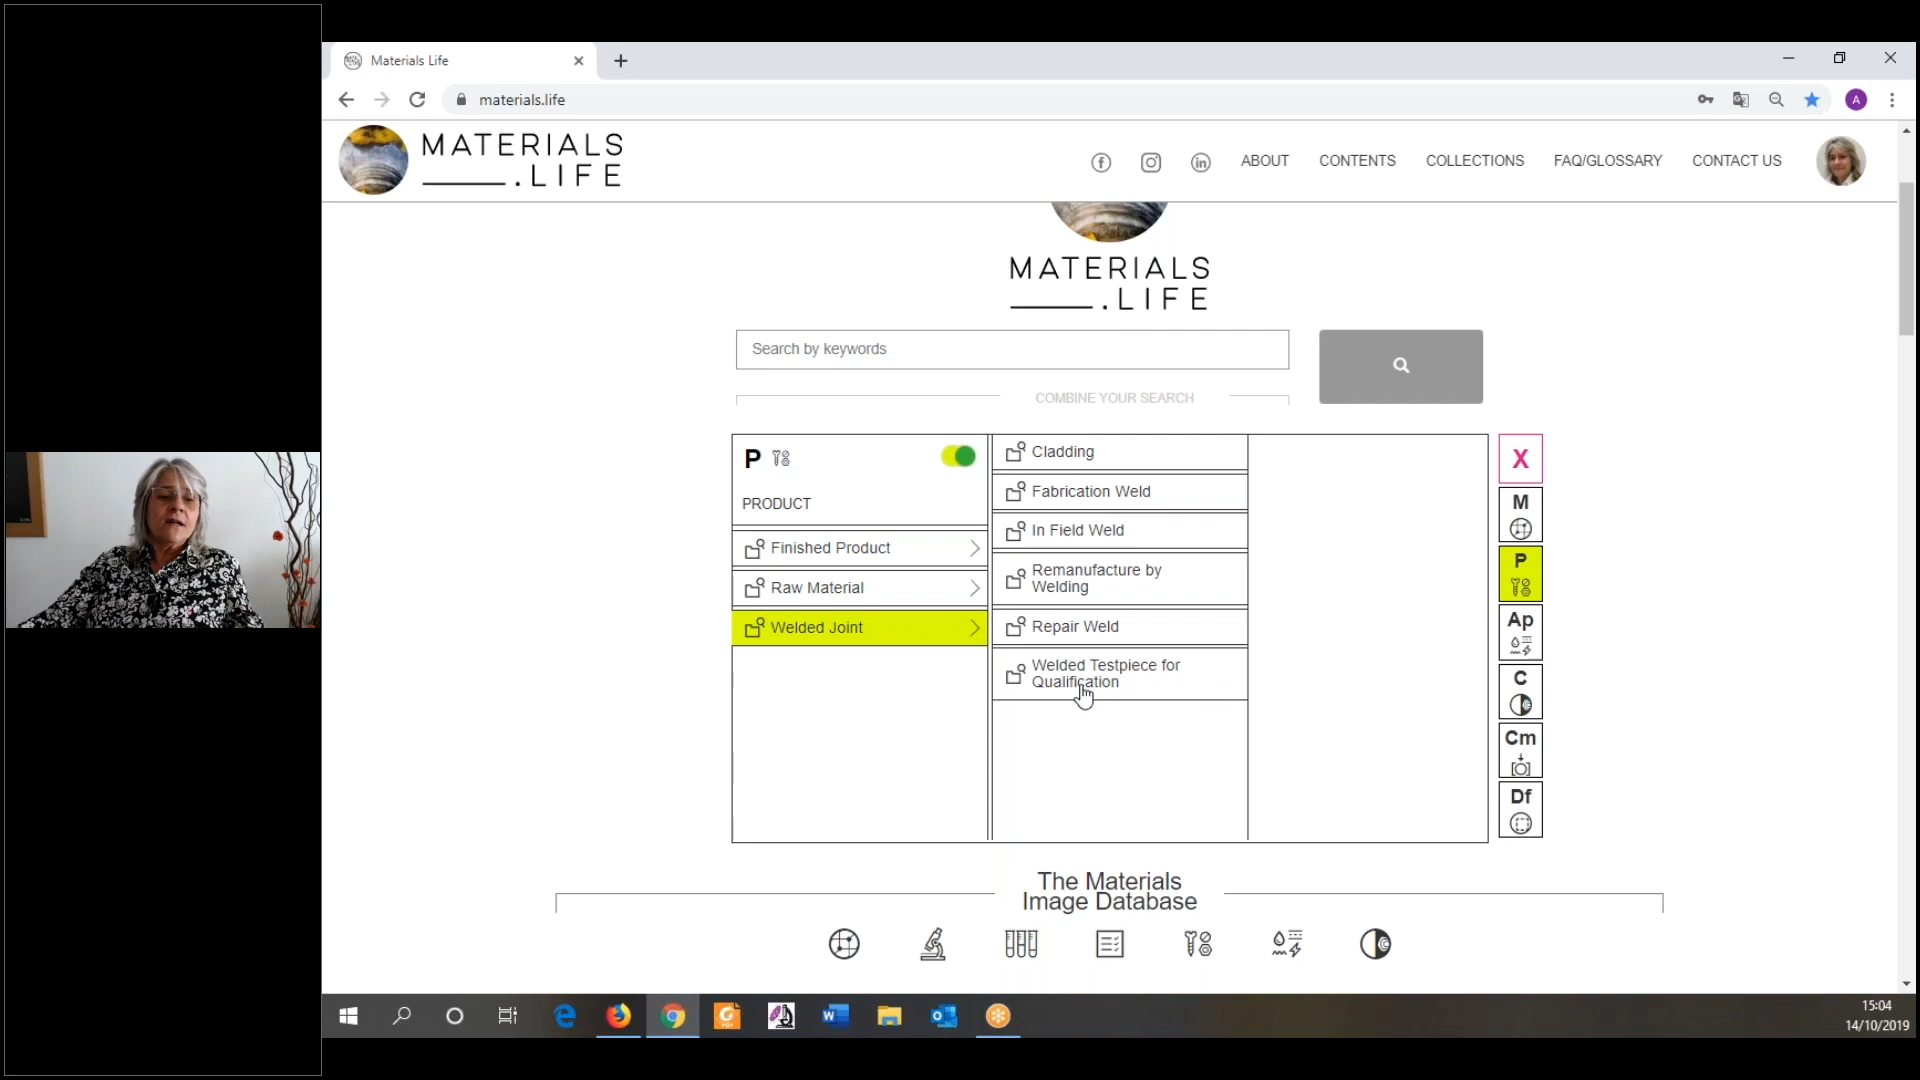 Materials Life
materials.life
A
MATERIALS
.LIFE
ABOUT
CONTENTS
COLLECTIONS
FAQ/GLOSSARY
CONTACT US
MATERIALS
.LIFE
Search by keywords
COMBINE YOUR SEARCH
P
PRODUCT
Finished Product
Raw Material
Welded Joint
Cladding
Fabrication Weld
In Field Weld
Remanufacture by
Welding
Repair Weld
Welded Testpiece for
Qualification
X
M
P
Ap
C
Cm
Df
The Materials
Image Database
15:04
14/10/2019